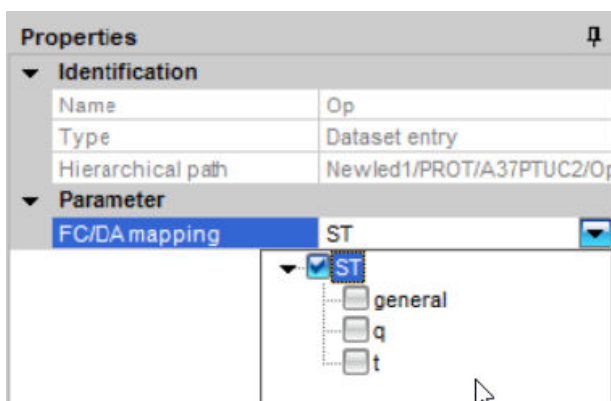 Properties
Identification
Name Op
Type Dataset entry
Hierarchical path NewIed1/PROT/A37PTUC2/Op
Parameter
FC/DA mapping ST
ST
general
q
t